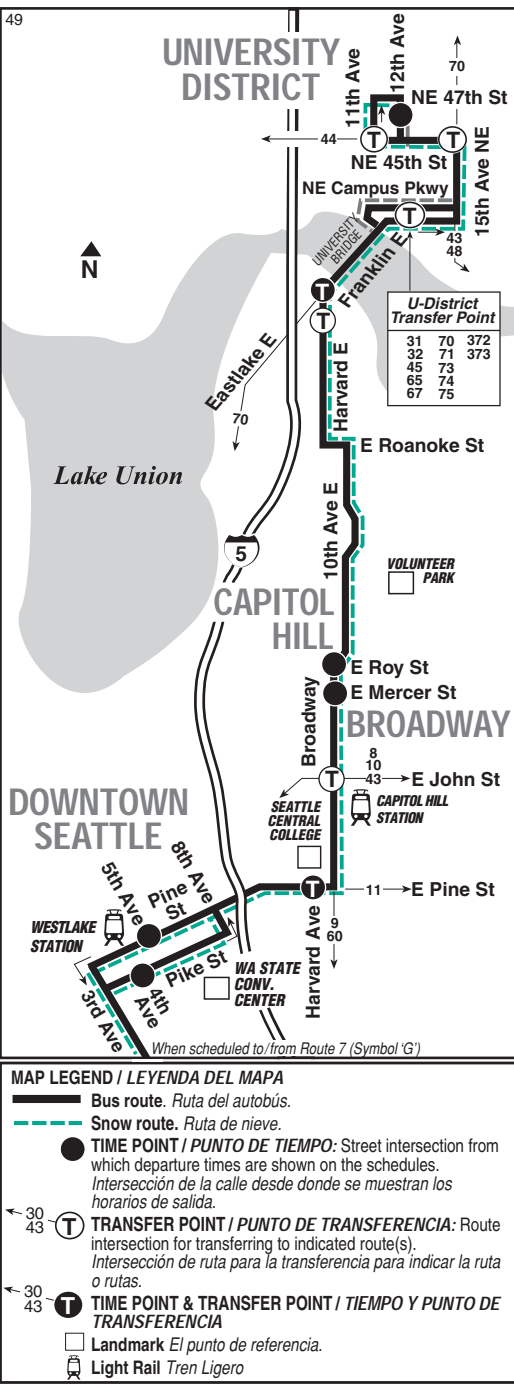 49
UNIVERSITY
DISTRICT
11th Ave
12th Ave
70
NE 47th St
44
NE 45th St
15th Ave NE
NE Campus Pkwy
T
T
T
UNIVERSITY
BRIDGE
43
48
N
Franklin E
T
T
U-District
Transfer Point
31 70 372
32 71 373
45 73
65 74
67 75
Eastlake E
70
Harvard E
E Roanoke St
Lake Union
10th Ave E
5
VOLUNTEER
PARK
CAPITOL
HILL
E Roy St
E Mercer St
Broadway
BROADWAY
8
10
43
T
E John St
CAPITOL HILL
STATION
SEATTLE
CENTRAL
COLLEGE
DOWNTOWN
SEATTLE
8th Ave
5th Ave
Pine
St
T
11
E Pine St
WESTLAKE
STATION
9
60
Harvard Ave
Pike St
4th
Ave
WA STATE
CONV.
CENTER
3rd Ave
When scheduled to/from Route 7 (Symbol ‘G’)
MAP LEGEND / LEYENDA DEL MAPA
Bus route. Ruta del autobús.
Snow route. Ruta de nieve.
TIME POINT / PUNTO DE TIEMPO: Street intersection from
which departure times are shown on the schedules.
Intersección de la calle desde donde se muestran los
horarios de salida.
30
43
T
TRANSFER POINT / PUNTO DE TRANSFERENCIA: Route
intersection for transferring to indicated route(s).
Intersección de ruta para la transferencia para indicar la ruta
o rutas.
30
43
T
TIME POINT & TRANSFER POINT / TIEMPO Y PUNTO DE
TRANSFERENCIA
Landmark El punto de referencia.
Light Rail Tren Ligero